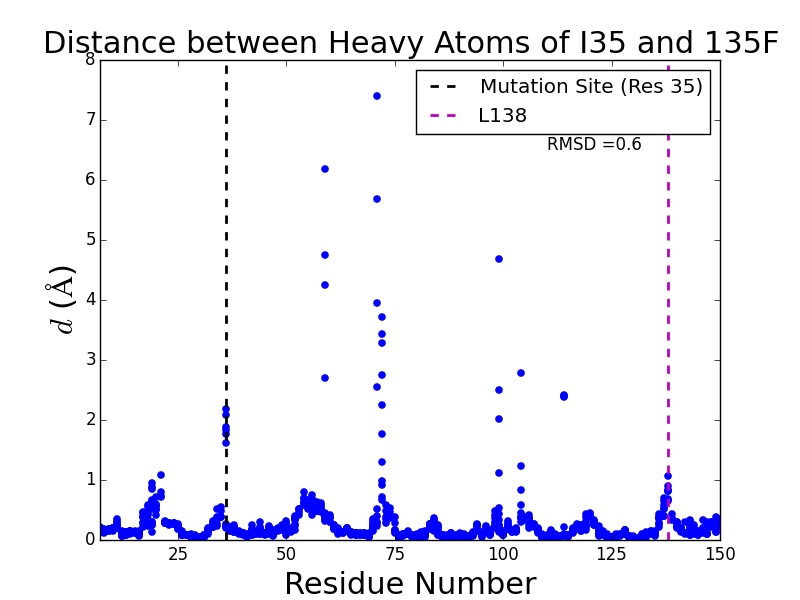 Distance between Heavy Atoms of I35 and 135F
8
7
6
5
4
3
2
1
0
d (Å)
Mutation Site (Res 35)
L138
RMSD =0.6
25 50 75 100 125 150
Residue Number